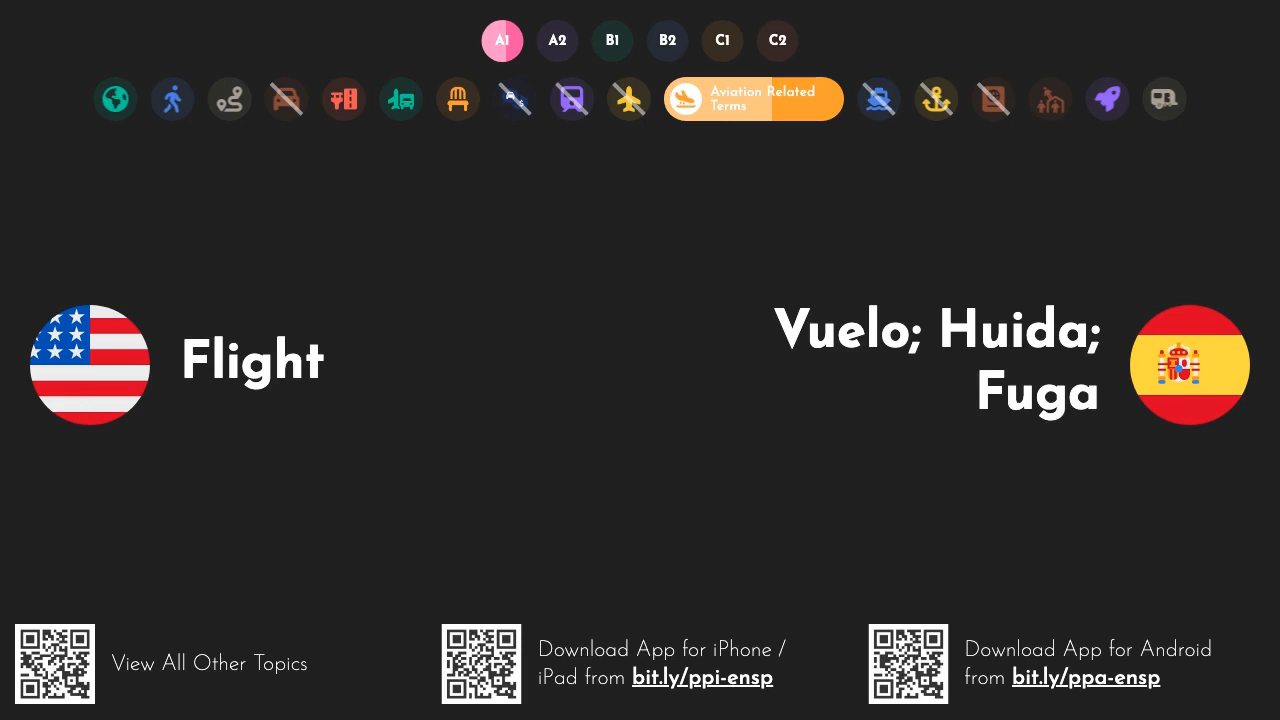 A1 A2 B1 B2 C1 C2
Aviation Related
Terms
Flight
Vuelo; Huida;
Fuga
View All Other Topics
Download App for iPhone /
iPad from bit.ly/ppi-ensp
Download App for Android
from bit.ly/ppa-ensp